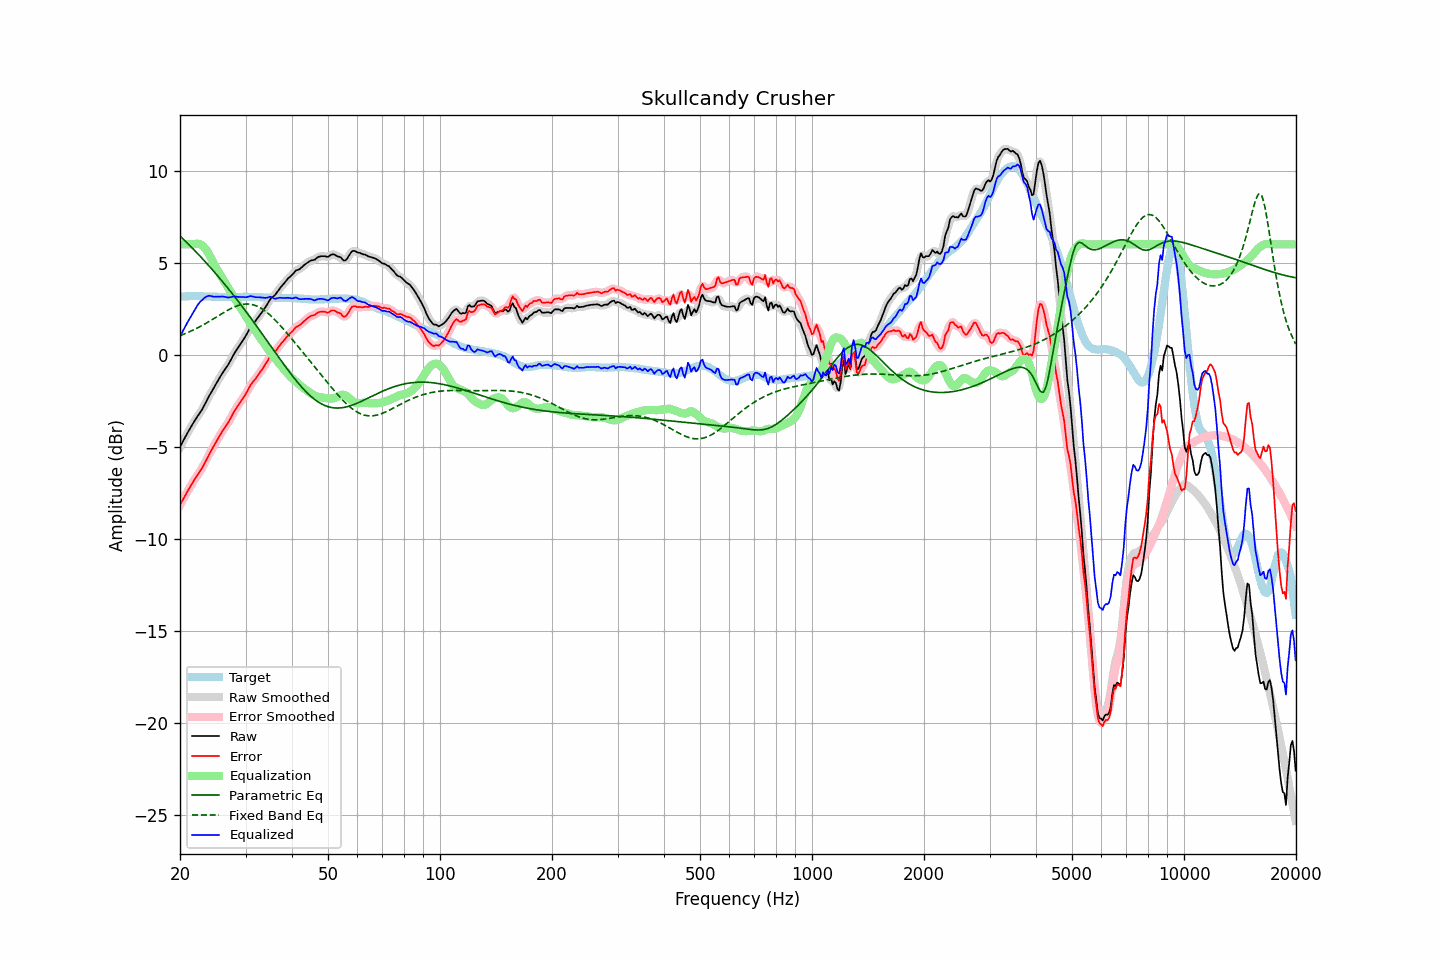 Skullcandy Crusher
Amplitude (dBr)
10
5
0
−5
−10
−15
−20
−25
Target
Raw Smoothed
Error Smoothed
Raw
Error
Equalization
Parametric Eq
Fixed Band Eq
Equalized
20 50 100 200 500 1000 2000 5000 10000 20000
Frequency (Hz)